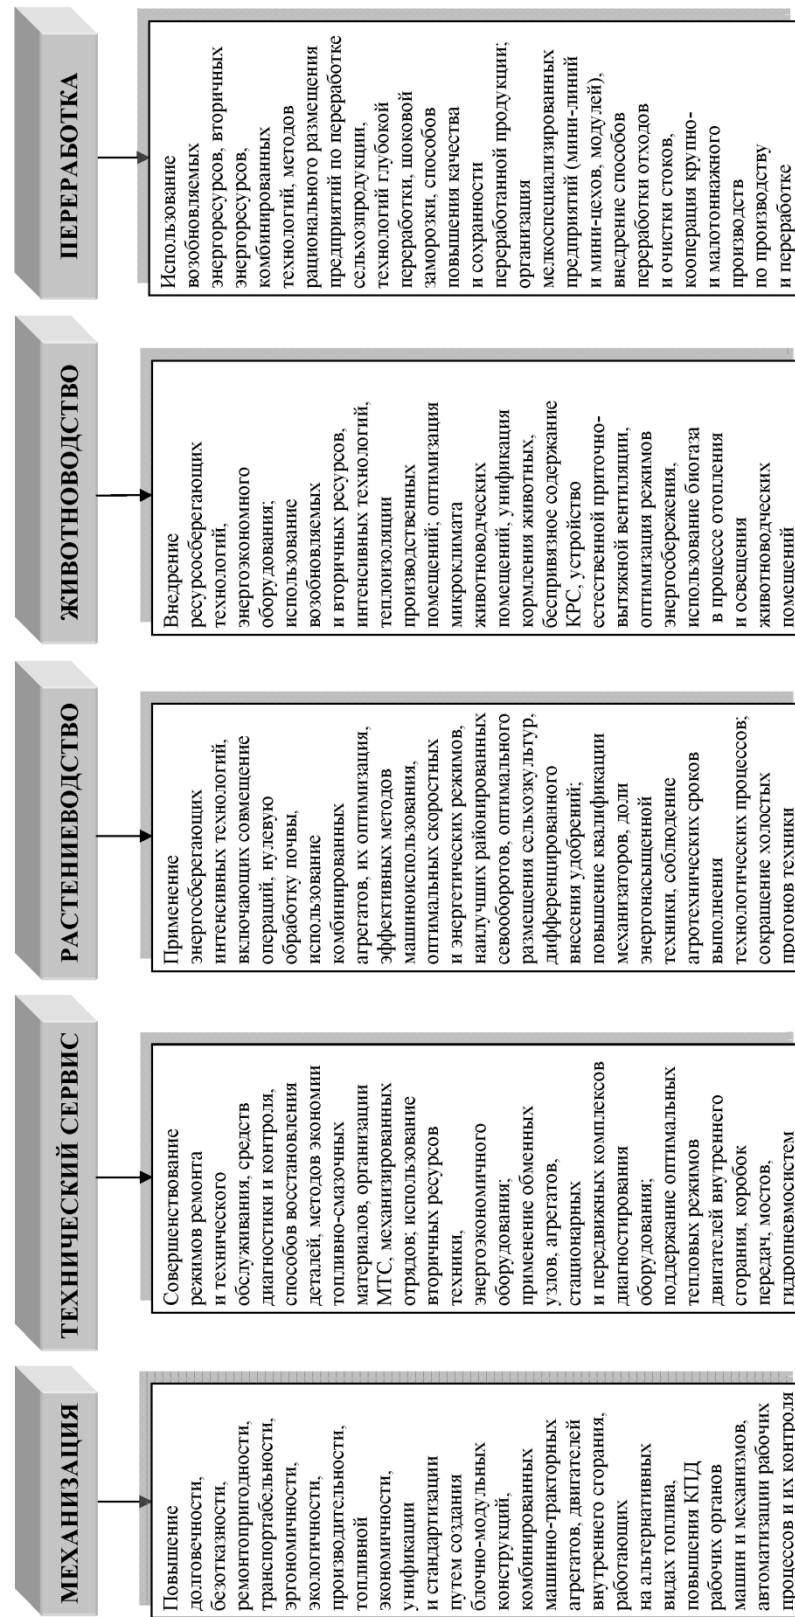 МЕХАНИЗАЦИЯ
Повышение
долговечности,
безотказности,
ремонтопригодности,
транспортабельности,
эргономичности,
экологичности,
производительности,
топливной
экономичности,
унификации
и стандартизации
путем создания
блочно-модульных
конструкций,
комбинированных
машинно-тракторных
агрегатов, двигателей
внутреннего сгорания,
работающих
на альтернативных
видах топлива,
повышения КПД
рабочих органов
машин и механизмов,
автоматизации рабочих
процессов и их контроля
ТЕХНИЧЕСКИЙ СЕРВИС
Совершенствование
режимов ремонта
и технического
обслуживания, средств
диагностики и контроля,
способов восстановления
деталей, методов экономии
топливно-смазочных
материалов, организации
МТС, механизированных
отрядов; использование
вторичных ресурсов
техники,
энергоэкономичного
оборудования;
применение обменных
узлов, агрегатов,
стационарных
и передвижных комплексов
диагностирования
оборудования;
поддержание оптимальных
тепловых режимов
двигателей внутреннего
сгорания, коробок
передач, мостов,
гидропневмосистем
РАСТЕНИЕВОДСТВО
Применение
энергосберегающих
интенсивных технологий,
включающих совмещение
операций, нулевую
обработку почвы,
использование
комбинированных
агрегатов, их оптимизация,
эффективных методов
машиноиспользования,
оптимальных скоростных
и энергетических режимов,
наилучших районированных
севооборотов, оптимального
размещения сельхозкультур,
дифференцированного
внесения удобрений;
повышение квалификации
механизаторов, доли
энергонасыщенной
техники, соблюдение
агротехнических сроков
выполнения
технологических процессов;
сокращение холостых
прогонов техники
ЖИВОТНОВОДСТВО
Внедрение
ресурсосберегающих
технологий,
энергоэкономного
оборудования;
использование
возобновляемых
и вторичных ресурсов,
интенсивных технологий,
теплоизоляции
производственных
помещений; оптимизация
микроклимата
животноводческих
помещений, унификация
кормления животных,
беспривязное содержание
КРС, устройство
естественной приточно-
вытяжной вентиляции,
оптимизация режимов
энергосбережения,
использование биогаза
в процессе отопления
и освещения
животноводческих
помещений
ПЕРЕРАБОТКА
Использование
возобновляемых
энергоресурсов, вторичных
энергоресурсов,
комбинированных
технологий, методов
рационального размещения
предприятий по переработке
сельхозпродукции,
технологий глубокой
переработки, шоковой
заморозки, способов
повышения качества
и сохранности
переработанной продукции;
организация
мелкоспециализированных
предприятий (мини-линий
и мини-цехов, модулей),
внедрение способов
переработки отходов
и очистки стоков,
кооперация крупно-
и малотоннажного
производств
по производству
и переработке